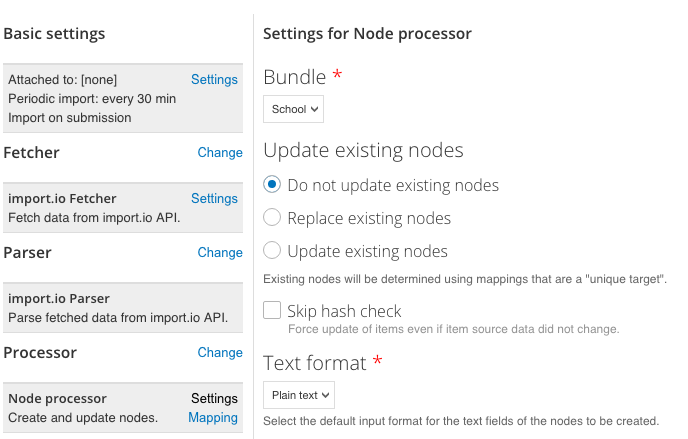 Basic settings
Attached to: [none] Settings
Periodic import: every 30 min
Import on submission
Fetcher Change
import.io Fetcher Settings
Fetch data from import.io API.
Parser Change
import.io Parser
Parse fetched data from import.io API.
Processor Change
Node processor Settings
Create and update nodes. Mapping
Settings for Node processor
Bundle *
School
Update existing nodes
Do not update existing nodes
Replace existing nodes
Update existing nodes
Existing nodes will be determined using mappings that are a "unique target".
Skip hash check
Force update of items even if item source data did not change.
Text format *
Plain text
Select the default input format for the text fields of the nodes to be created.